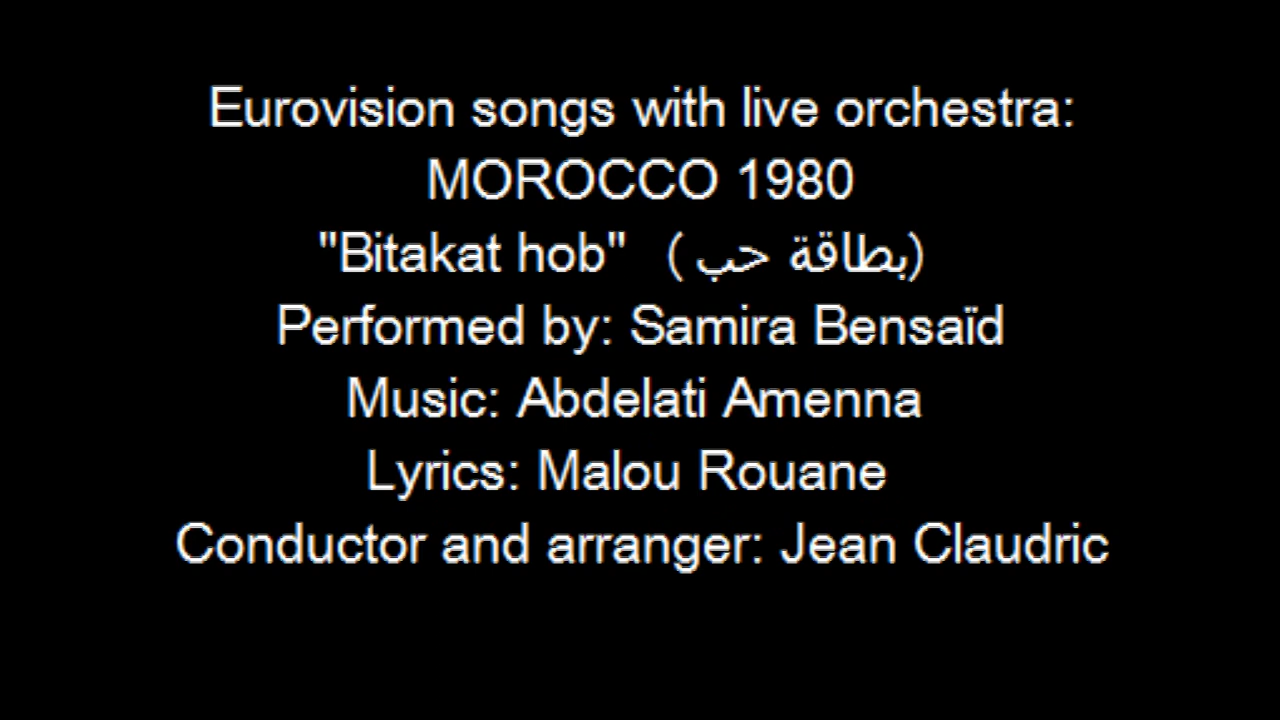 Eurovision songs with live orchestra:
MOROCCO 1980
"Bitakat hob" (بطاقة حب)
Performed by: Samira Bensaïd
Music: Abdelati Amenna
Lyrics: Malou Rouane
Conductor and arranger: Jean Claudric